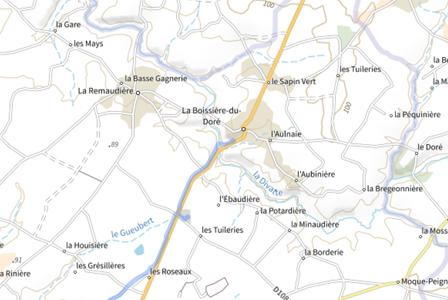 100
la Gare
les Mays
la Basse Gagnerie
La Remaudière
le Sapin Vert
les Tuileries
100
La Boissière-du-
Doré
l'Aulnaie
la Péquinière
le Doré
89
l'Aubinière
la Divatte
la Bregeonnière
l'Ebaudière
la Potardière
le Gueubert
les Tuileries
la Minaudière
la Houisière
la Borderie
la Moss
les Grésillères
la Rinière
les Roseaux
Moque-Peign
D108